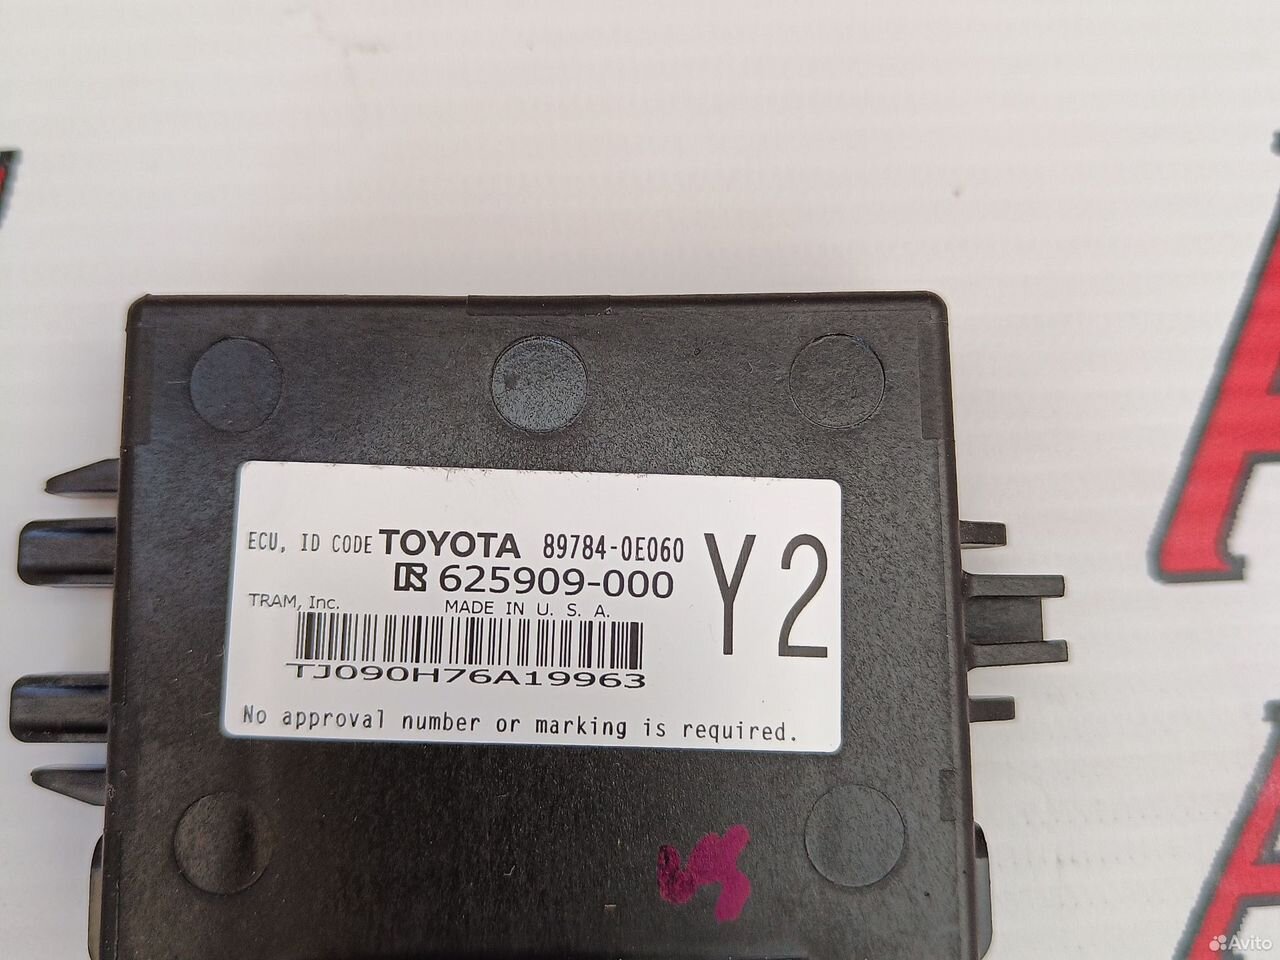 ECU, ID CODE TOYOTA 89784-0E060
625909-000
Y2
TRAM, Inc. MADE IN U. S. A.
TJ090H76A19963
No approval number or marking is required.
Avito